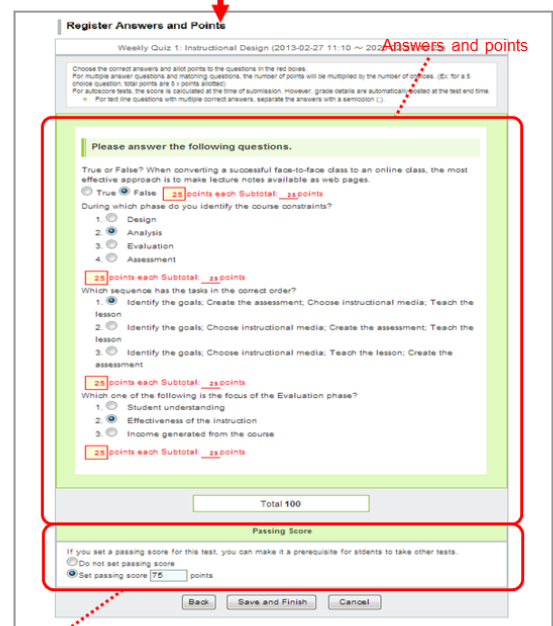 Register Answers and Points
Weekly Quiz 1: Instructional Design (2013-02-27 11:10 ~
Answers and points
Choose the correct answers and allot points to the questions in the red boxes.
For multiple answer questions and matching questions, the number of points will be multiplied by the number of choices. (Ex: for a 5
choice question, total points are 5 x points allotted)
For autoscore tests, the score is calculated at the time of submission. However, grade details are automatically posted at the test end time.
For text line questions with multiple correct answers, separate the answers with a semicolon (;).
Please answer the following questions.
True or False? When converting a successful face-to-face class to an online class, the most
effective approach is to make lecture notes available as web pages.
True False 25 points each Subtotal: 25 points
During which phase do you identify the course constraints?
1. Design
2. Analysis
3. Evaluation
4. Assessment
25 points each Subtotal: 25 points
Which sequence has the tasks in the correct order?
1. Identify the goals; Create the assessment; Choose instructional media; Teach the
lesson
2. Identify the goals; Choose instructional media; Create the assessment; Teach the
lesson
3. Identify the goals; Choose instructional media; Teach the lesson; Create the
assessment
25 points each Subtotal: 25 points
Which one of the following is the focus of the Evaluation phase?
1. Student understanding
2. Effectiveness of the instruction
3. Income generated from the course
25 points each Subtotal: 25 points
Total 100
Passing Score
If you set a passing score for this test, you can make it a prerequisite for stdents to take other tests.
Do not set passing score
Set passing score 75 points
Back Save and Finish Cancel